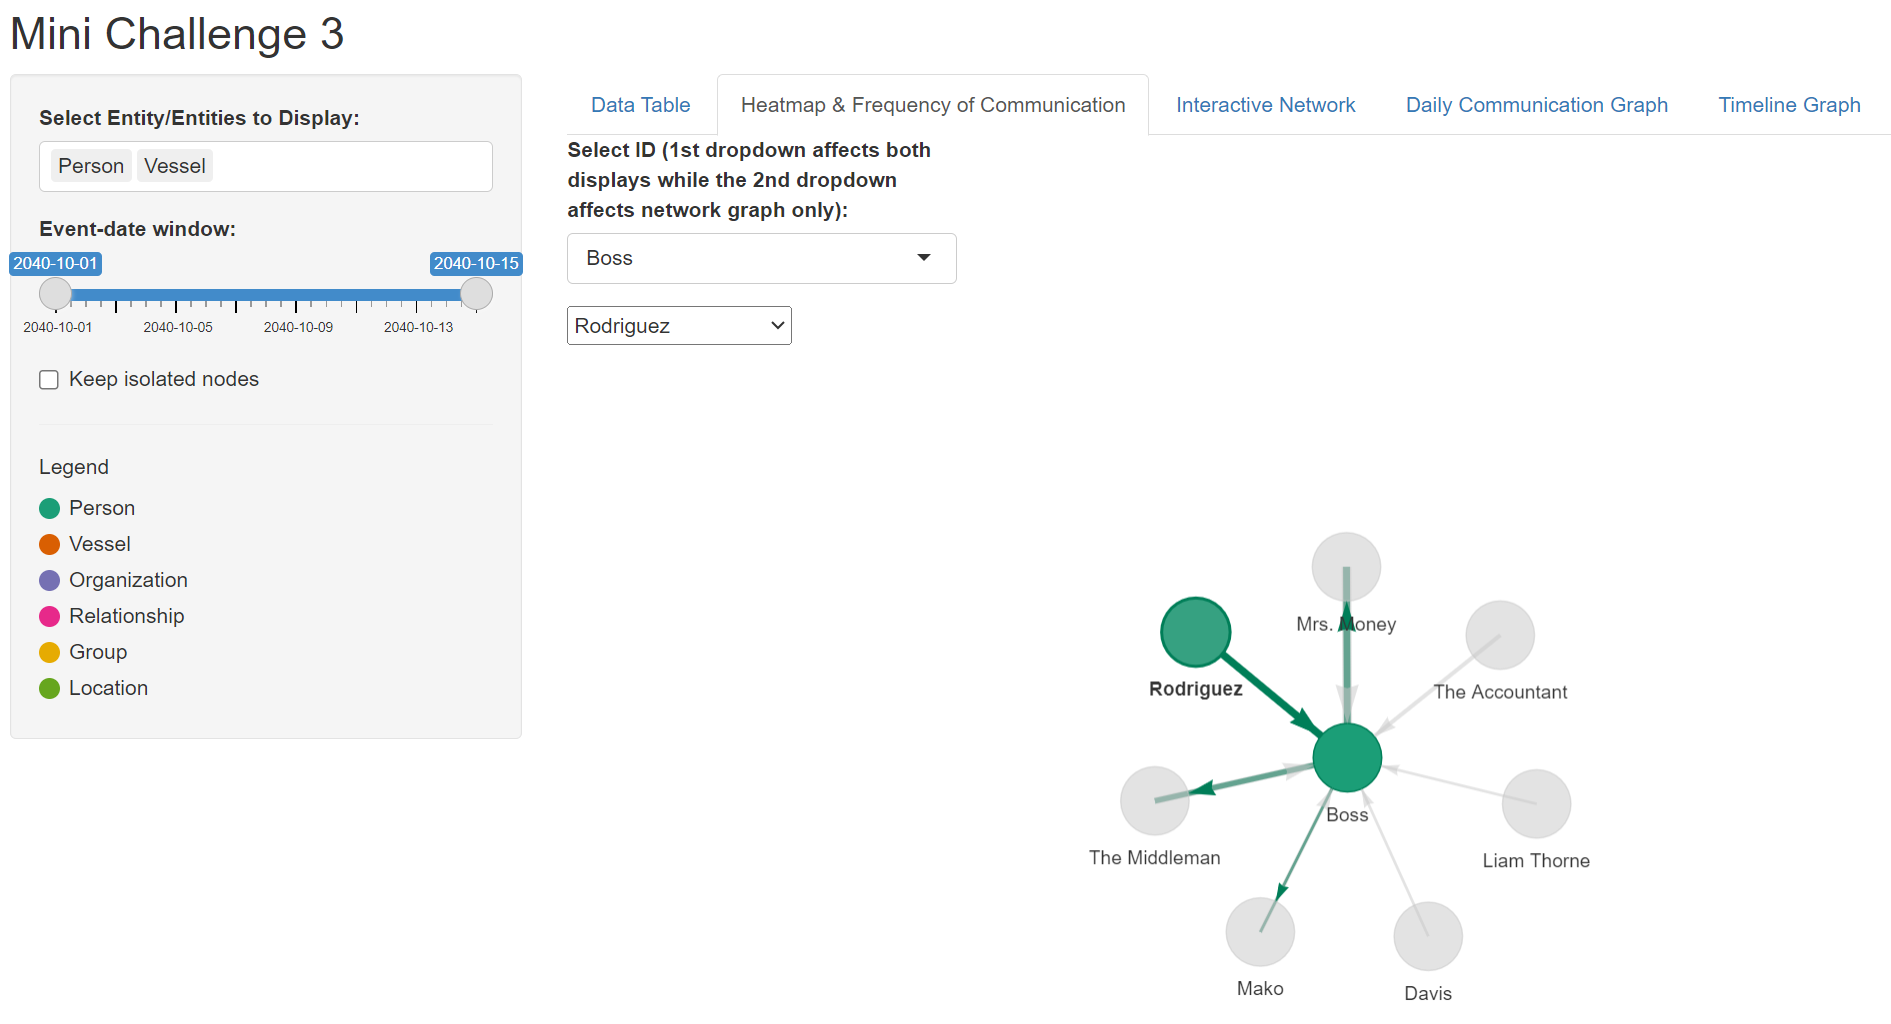 Mini Challenge 3
Select Entity/Entities to Display:
Person Vessel
Event-date window:
2040-10-01 2040-10-15
2040-10-01 2040-10-05 2040-10-09 2040-10-13
Keep isolated nodes
Legend
Person
Vessel
Organization
Relationship
Group
Location
Data Table Heatmap & Frequency of Communication Interactive Network Daily Communication Graph Timeline Graph
Select ID (1st dropdown affects both
displays while the 2nd dropdown
affects network graph only):
Boss
Rodriguez
Mrs. Money
Rodriguez
The Accountant
Boss
The Middleman
Liam Thorne
Mako
Davis